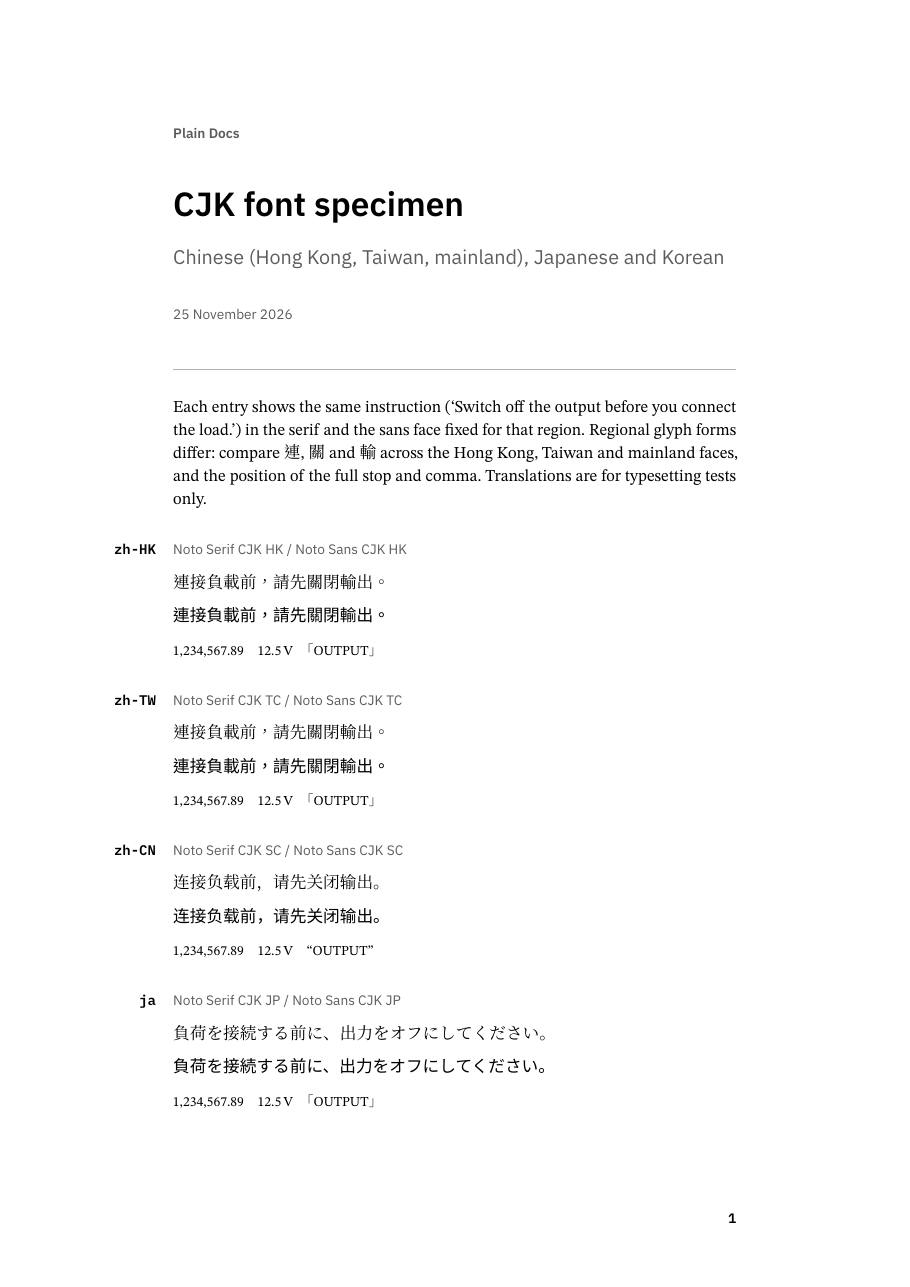 Plain Docs
CJK font specimen
Chinese (Hong Kong, Taiwan, mainland), Japanese and Korean
25 November 2026
Each entry shows the same instruction (‘Switch off the output before you connect
the load.’) in the serif and the sans face fixed for that region. Regional glyph forms
differ: compare 連, 關 and 輸 across the Hong Kong, Taiwan and mainland faces,
and the position of the full stop and comma. Translations are for typesetting tests
only.
zh-HK Noto Serif CJK HK / Noto Sans CJK HK
連接負載前，請先關閉輸出。
連接負載前，請先關閉輸出。
1,234,567.89 12.5 V 「OUTPUT」
zh-TW Noto Serif CJK TC / Noto Sans CJK TC
連接負載前，請先關閉輸出。
連接負載前，請先關閉輸出。
1,234,567.89 12.5 V 「OUTPUT」
zh-CN Noto Serif CJK SC / Noto Sans CJK SC
连接负载前，请先关闭输出。
连接负载前，请先关闭输出。
1,234,567.89 12.5 V “OUTPUT”
ja Noto Serif CJK JP / Noto Sans CJK JP
負荷を接続する前に、出力をオフにしてください。
負荷を接続する前に、出力をオフにしてください。
1,234,567.89 12.5 V 「OUTPUT」
1